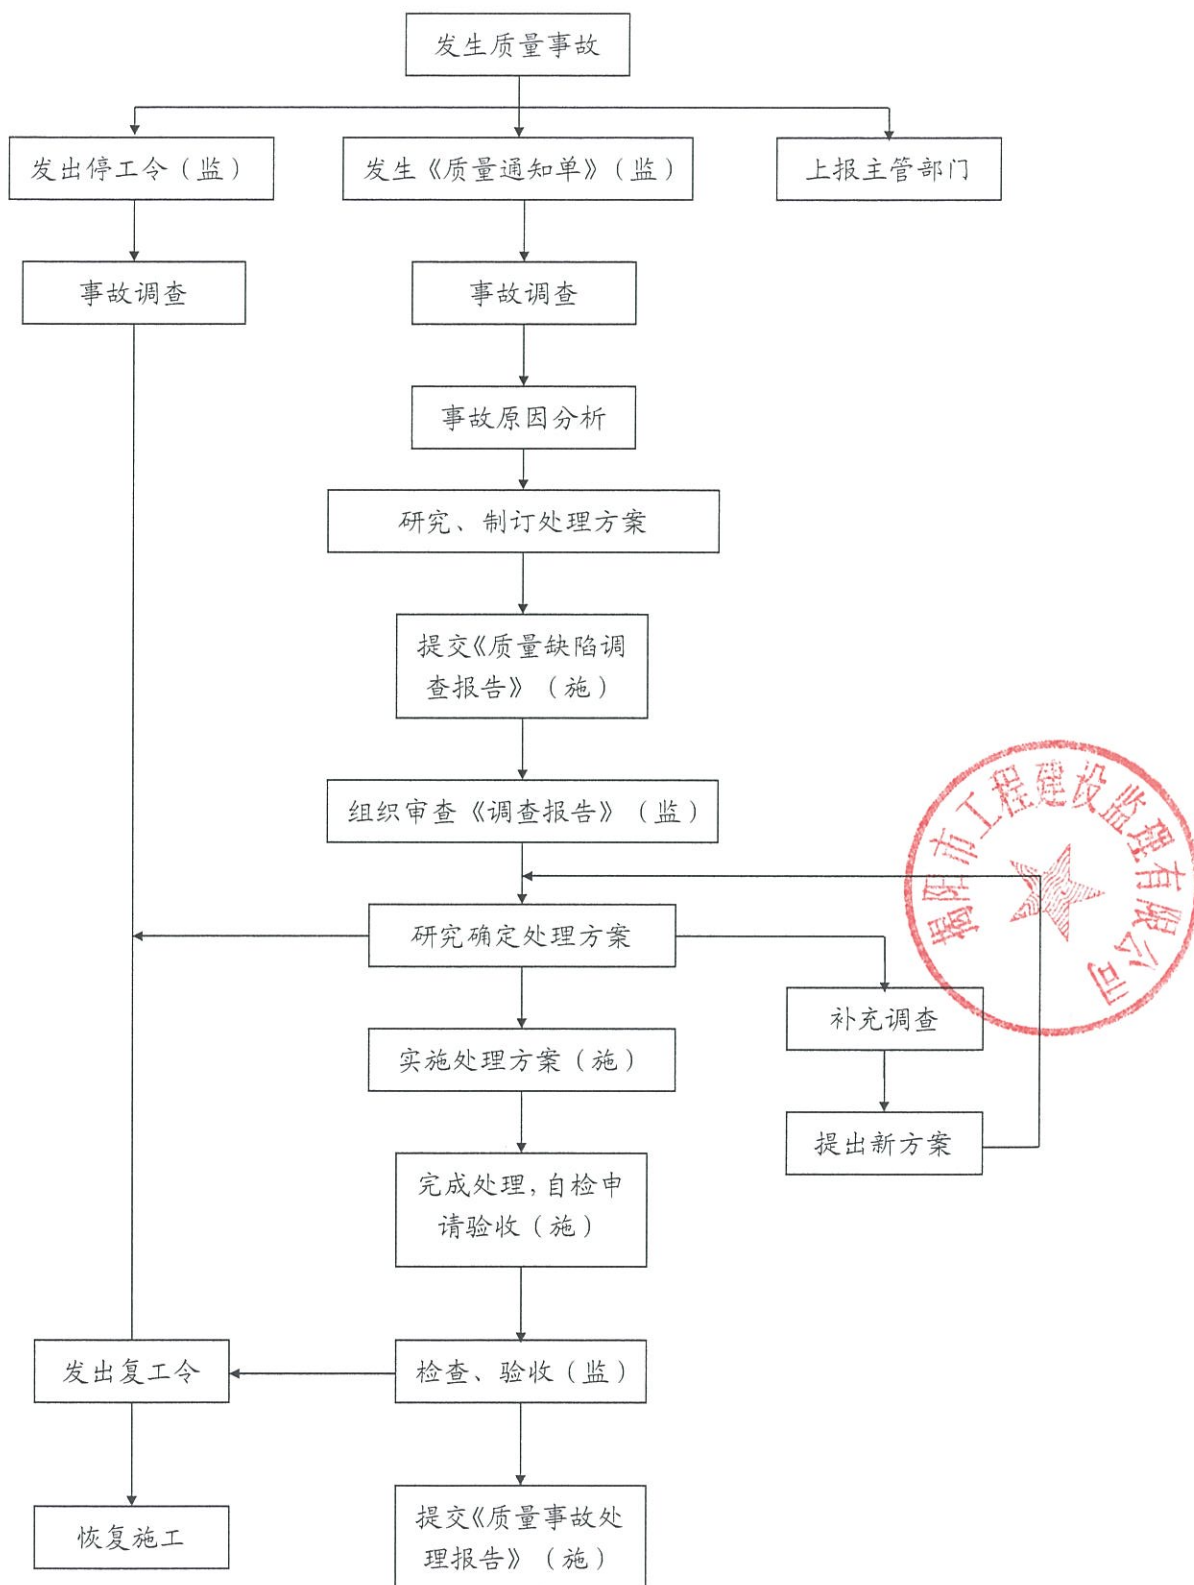 发生质量事故
发出停工令（监）
发生《质量通知单》（监）
上报主管部门
事故调查
事故调查
事故原因分析
研究、制订处理方案
提交《质量缺陷调
查报告》（施）
组织审查《调查报告》（监）
揭阳市工程建设监理有限公司
研究确定处理方案
补充调查
实施处理方案（施）
提出新方案
完成处理，自检申
请验收（施）
发出复工令
检查、验收（监）
恢复施工
提交《质量事故处
理报告》（施）